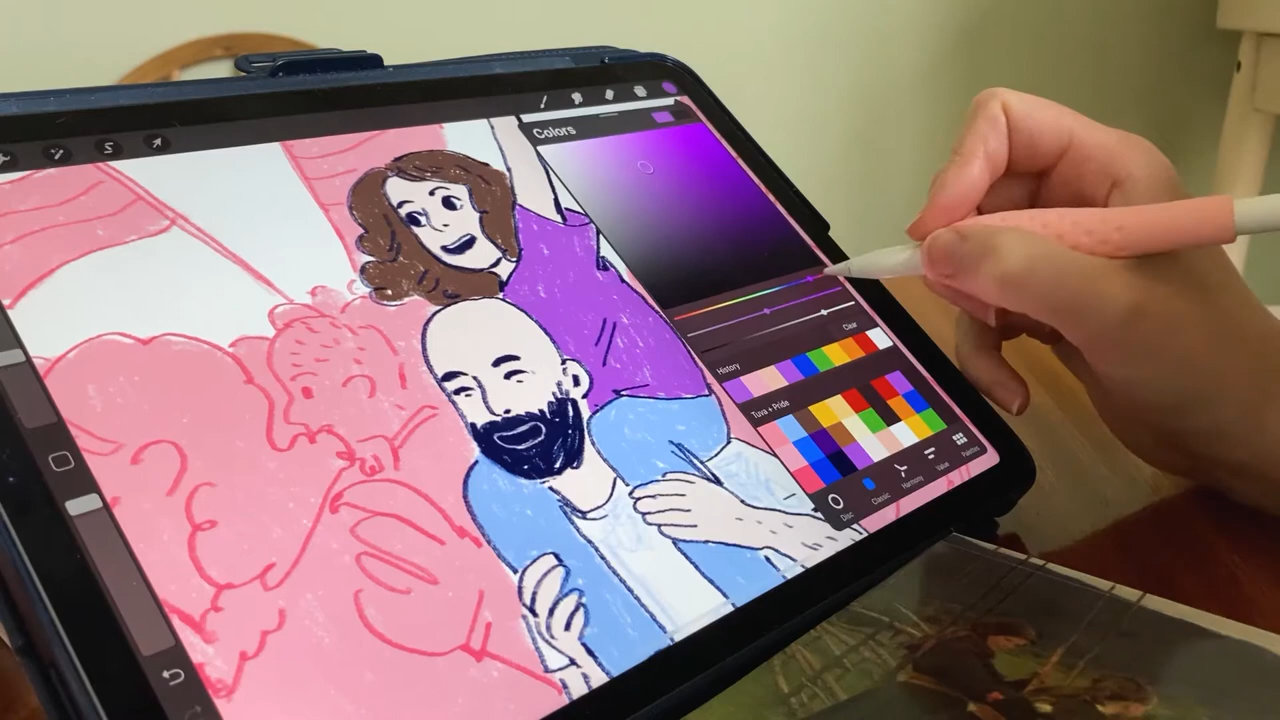 Colors
Clear
History
Tuva + Pride
Disc
Classic
Harmony
Value
Palettes